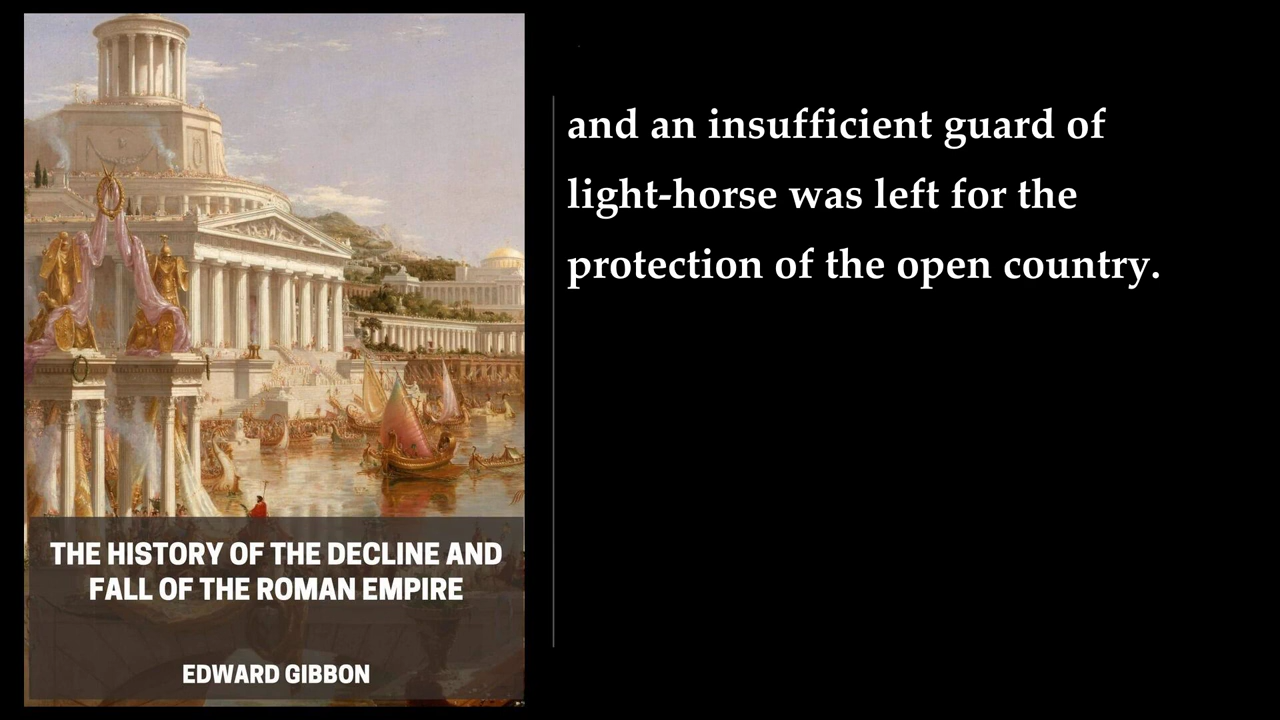 and an insufficient guard of
light-horse was left for the
protection of the open country.
THE HISTORY OF THE DECLINE AND
FALL OF THE ROMAN EMPIRE
EDWARD GIBBON